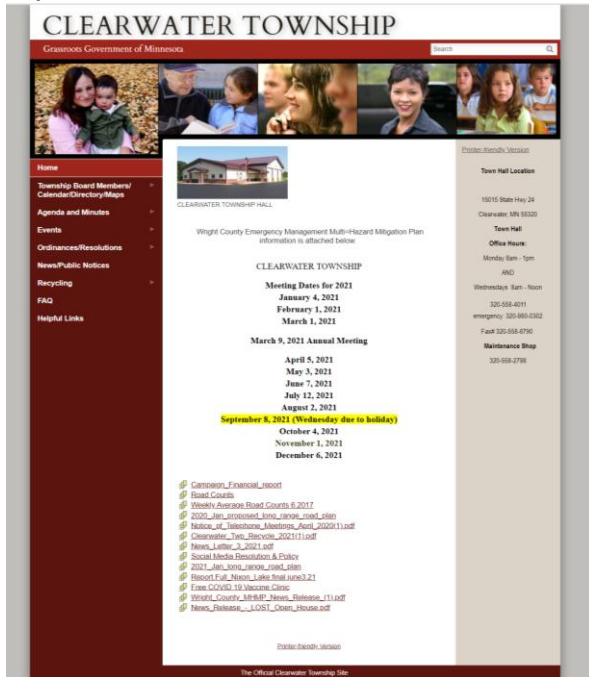 CLEARWATER TOWNSHIP
Grassroots Government of Minnesota
Search
Home
Township Board Members/
Calendar/Directory/Maps
Agenda and Minutes
Events
Ordinances/Resolutions
News/Public Notices
Recycling
FAQ
Helpful Links
CLEARWATER TOWNSHIP HALL
Wright County Emergency Management Multi-Hazard Mitigation Plan
information is attached below.
CLEARWATER TOWNSHIP
Meeting Dates for 2021
January 4, 2021
February 1, 2021
March 1, 2021
March 9, 2021 Annual Meeting
April 5, 2021
May 3, 2021
June 7, 2021
July 12, 2021
August 2, 2021
September 8, 2021 (Wednesday due to holiday)
October 4, 2021
November 1, 2021
December 6, 2021
Campaign_Financial_report
Road Counts
Weekly Average Road Counts 6.2017
2020_Jan_proposed_long_range_road_plan
Notice_of_Telephone_Meetings_April_2020(1).pdf
Clearwater_Twp_Recycle_2021(1).pdf
News_Letter_3_2021.pdf
Social Media Resolution & Policy
2021_Jan_long_range_road_plan
Report.Full_Nixon_Lake.final.june3.21
Free COVID 19 Vaccine Clinic
Wright_County_MHMP_News_Release_(1).pdf
News_Release_-_LOST_Open_House.pdf
Printer-friendly Version
Printer-friendly Version
Town Hall Location
15015 State Hwy 24
Clearwater, MN 55320
Town Hall
Office Hours:
Monday 8am - 1pm
AND
Wednesdays 8am - Noon
320-558-4011
emergency 320-980-0302
Fax# 320-558-6790
Maintenance Shop
320-558-2798
The Official Clearwater Township Site